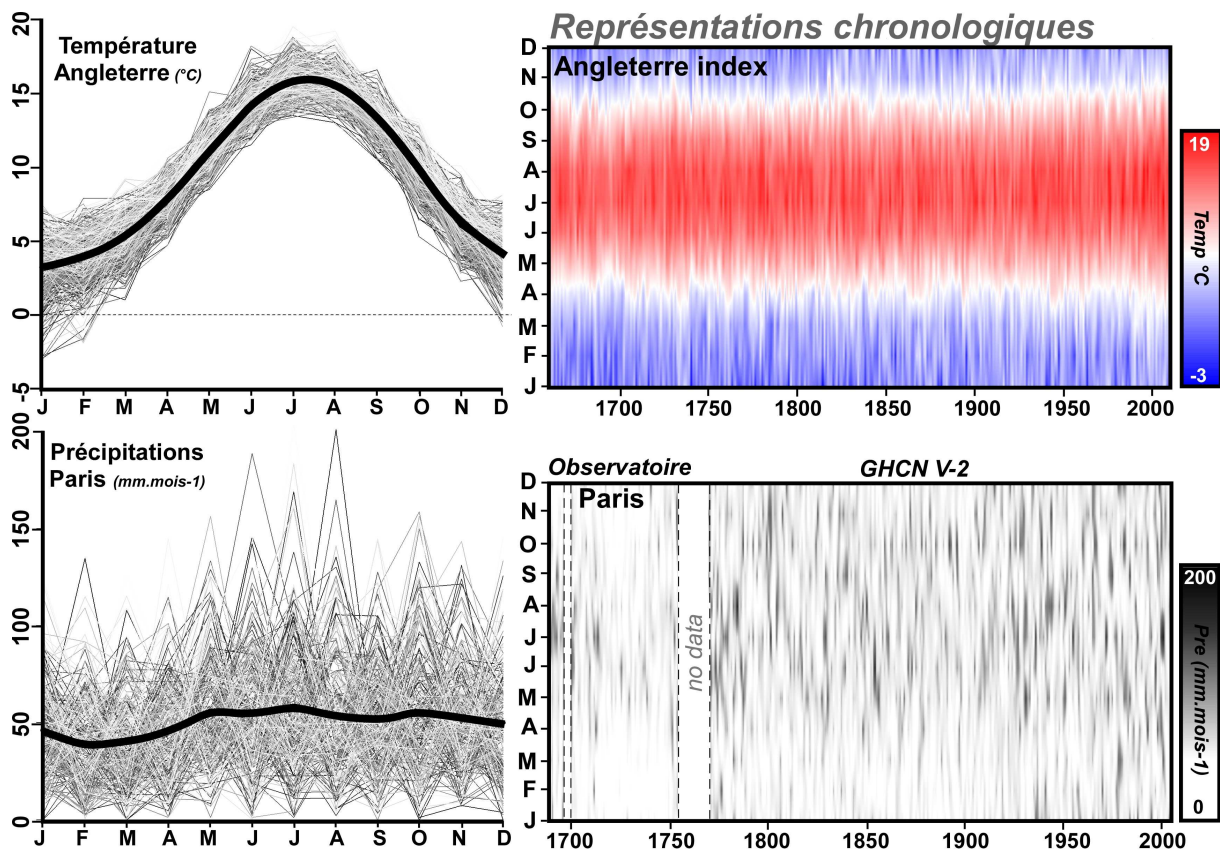 Représentations chronologiques
Température
Angleterre (°C)
20
15
10
5
0
-5
J F M A M J J A S O N D
Angleterre index
D
N
O
S
A
J
J
M
A
M
F
J
1700 1750 1800 1850 1900 1950 2000
19
Temp °C
-3
Précipitations
Paris (mm.mois-1)
200
150
100
50
0
J F M A M J J A S O N D
Observatoire GHCN V-2
Paris
no data
D
N
O
S
A
J
J
M
A
M
F
J
1700 1750 1800 1850 1900 1950 2000
200
Pre (mm.mois-1)
0